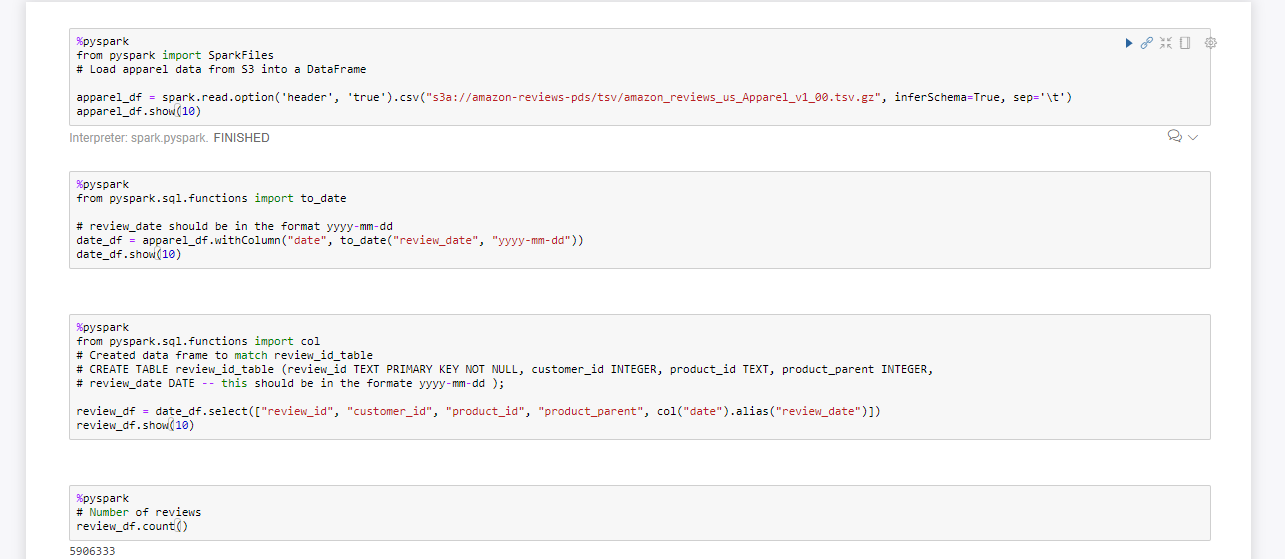 %pyspark
from pyspark import SparkFiles
# Load apparel data from S3 into a DataFrame
apparel_df = spark.read.option('header', 'true').csv("s3a://amazon-reviews-pds/tsv/amazon_reviews_us_Apparel_v1_00.tsv.gz", inferSchema=True, sep='\t')
apparel_df.show(10)
Interpreter: spark.pyspark. FINISHED
%pyspark
from pyspark.sql.functions import to_date
# review_date should be in the format yyyy-mm-dd
date_df = apparel_df.withColumn("date", to_date("review_date", "yyyy-mm-dd"))
date_df.show(10)
%pyspark
from pyspark.sql.functions import col
# Created data frame to match review_id_table
# CREATE TABLE review_id_table (review_id TEXT PRIMARY KEY NOT NULL, customer_id INTEGER, product_id TEXT, product_parent INTEGER,
# review_date DATE -- this should be in the formate yyyy-mm-dd );
review_df = date_df.select(["review_id", "customer_id", "product_id", "product_parent", col("date").alias("review_date")])
review_df.show(10)
%pyspark
# Number of reviews
review_df.count()
5906333